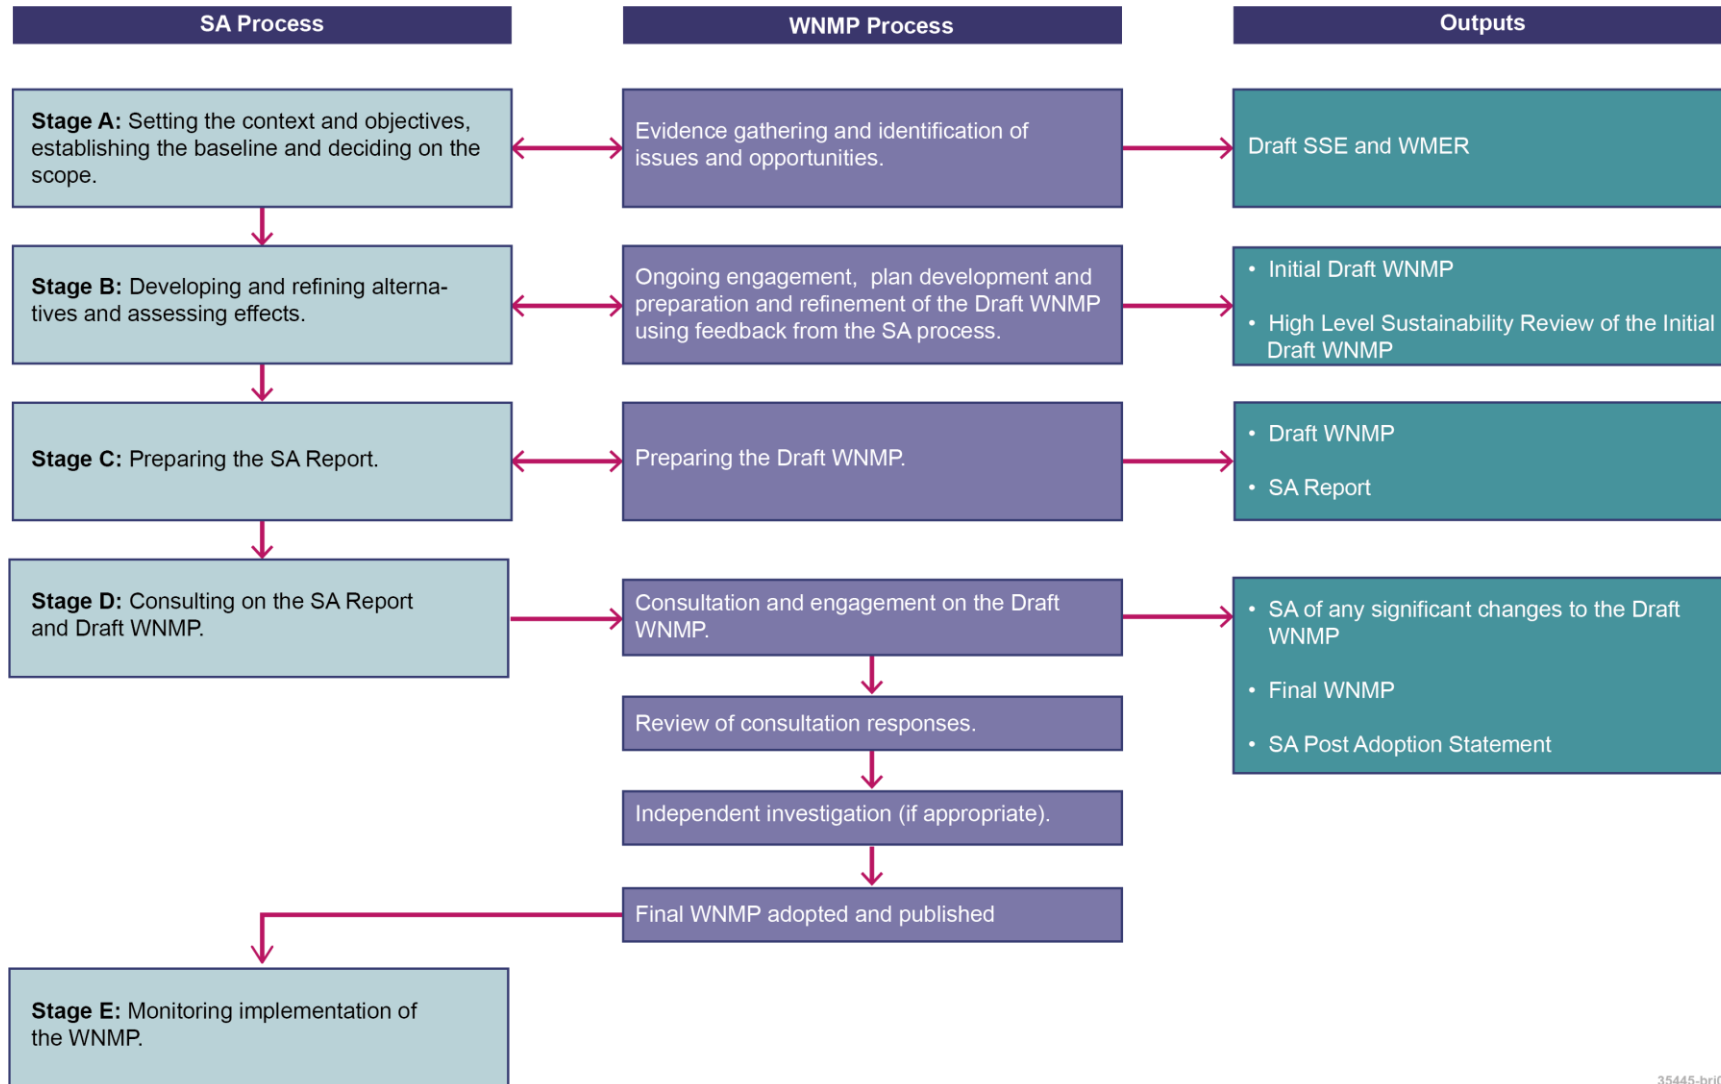 SA Process
WNMP Process
Outputs
Stage A: Setting the context and objectives,
establishing the baseline and deciding on the
scope.
Evidence gathering and identification of
issues and opportunities.
Draft SSE and WMER
Stage B: Developing and refining alterna-
tives and assessing effects.
Ongoing engagement, plan development and
preparation and refinement of the Draft WNMP
using feedback from the SA process.
• Initial Draft WNMP
• High Level Sustainability Review of the Initial
Draft WNMP
Stage C: Preparing the SA Report.
Preparing the Draft WNMP.
• Draft WNMP
• SA Report
Stage D: Consulting on the SA Report
and Draft WNMP.
Consultation and engagement on the Draft
WNMP.
• SA of any significant changes to the Draft
WNMP
• Final WNMP
• SA Post Adoption Statement
Review of consultation responses.
Independent investigation (if appropriate).
Final WNMP adopted and published
Stage E: Monitoring implementation of
the WNMP.